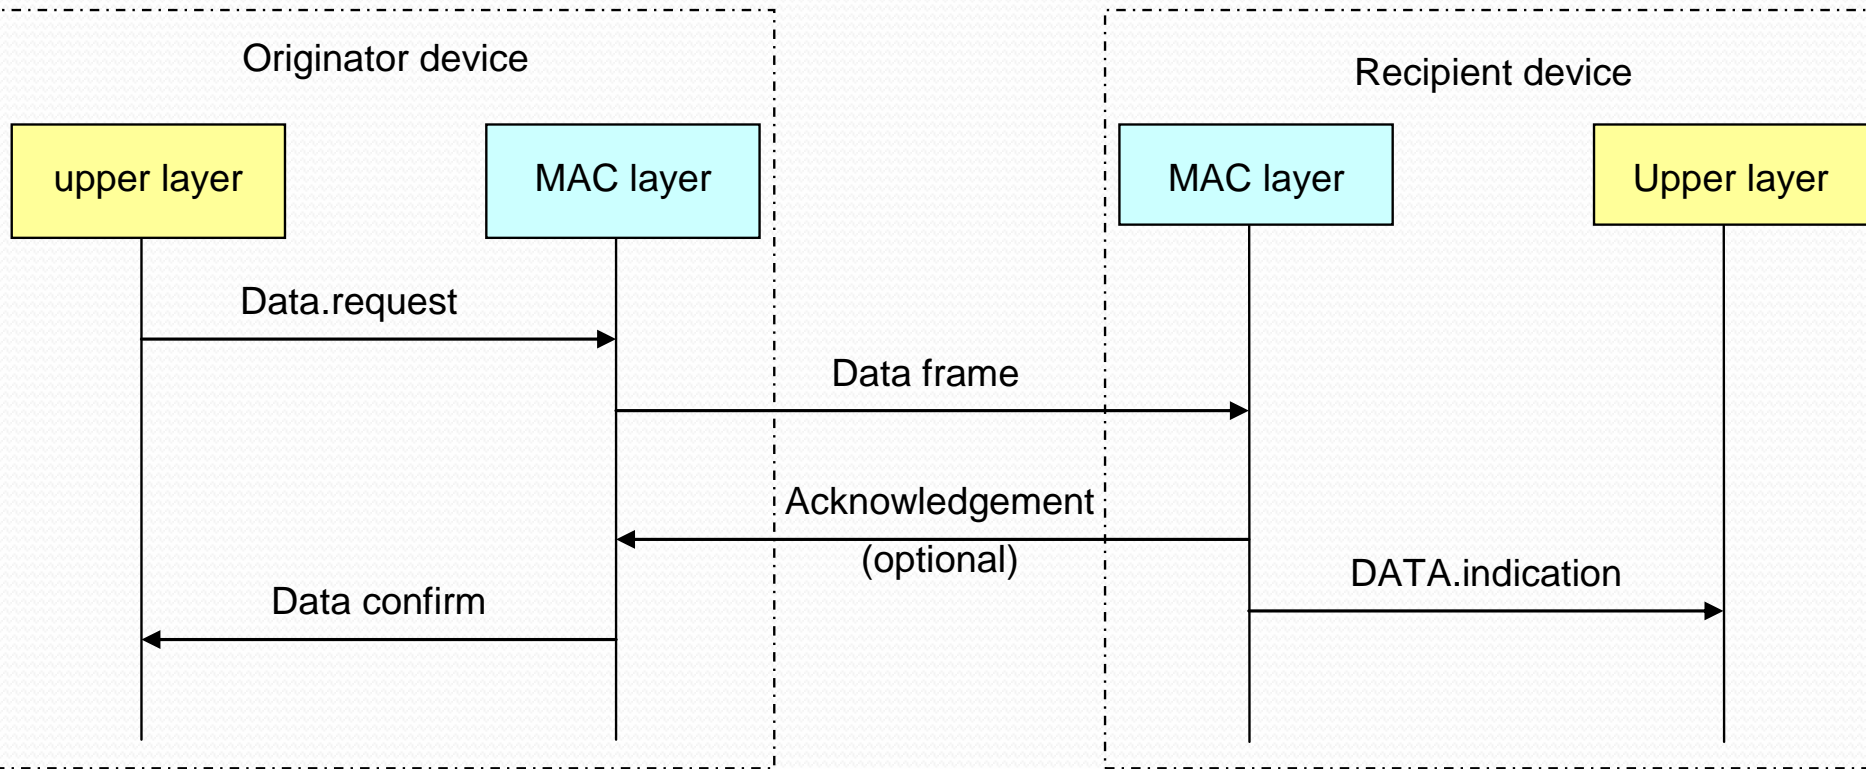 Originator device
Recipient device
upper layer
MAC layer
MAC layer
Upper layer
Data.request
Data frame
Acknowledgement
(optional)
DATA.indication
Data confirm